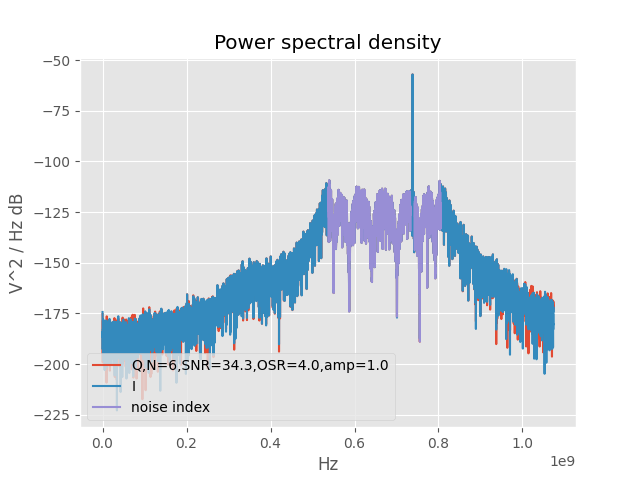 Power spectral density
V^2 / Hz dB
−50
−75
−100
−125
−150
−175
−200
−225
Q,N=6,SNR=34.3,OSR=4.0,amp=1.0
I
noise index
0.0 0.2 0.4 0.6 0.8 1.0
1e9
Hz